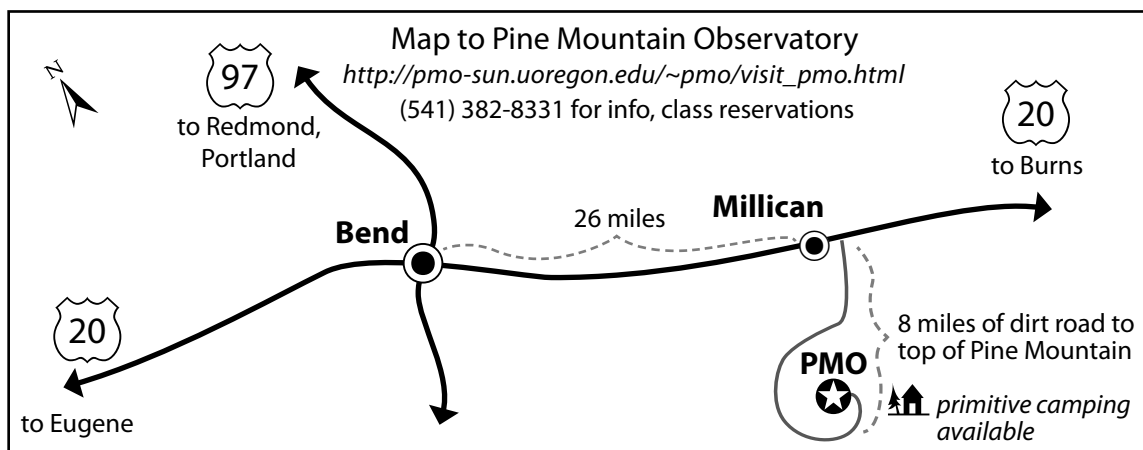 Map to Pine Mountain Observatory
http://pmo-sun.uoregon.edu/~pmo/visit_pmo.html
(541) 382-8331 for info, class reservations
N
97
to Redmond,
Portland
20
to Burns
Bend
26 miles
Millican
20
to Eugene
PMO
8 miles of dirt road to
top of Pine Mountain
primitive camping
available